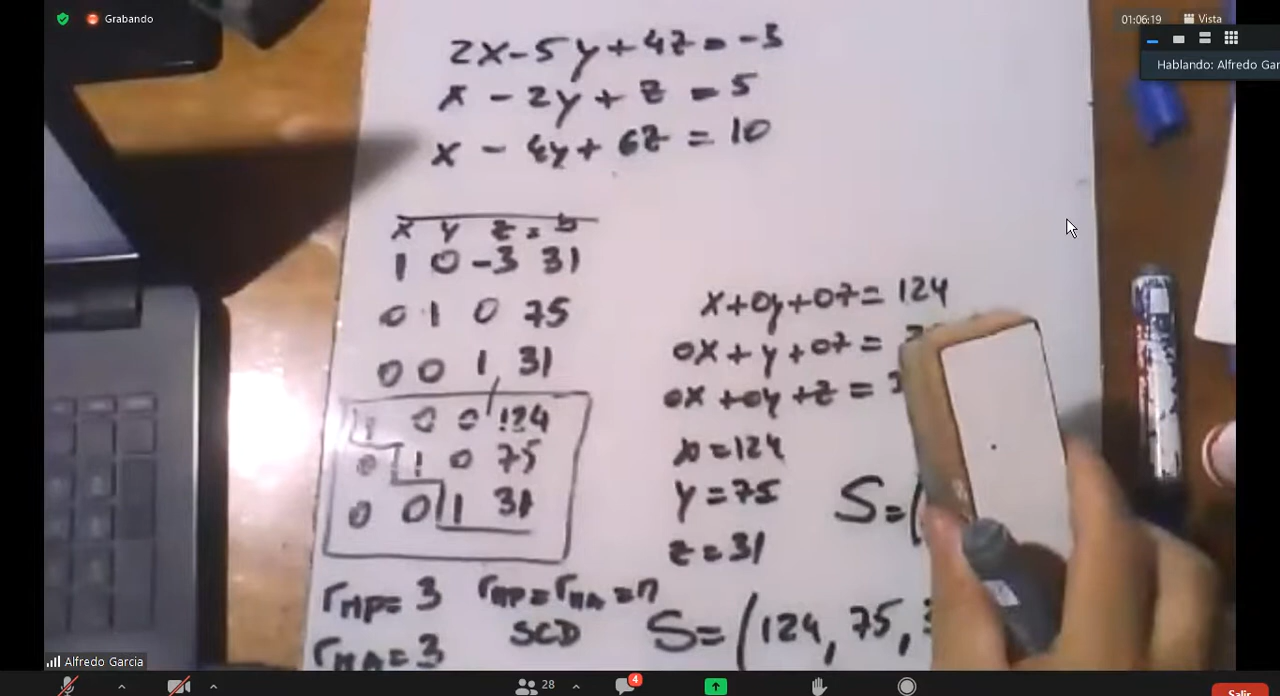 Grabando
01:06:19
Vista
Hablando: Alfredo Gar
2x-5y+4z=-3
x-2y+z=5
x-4y+6z=10
x y z = b
1 0 -3 31
0 1 0 75
0 0 1 31
1 0 0 124
0 1 0 75
0 0 1 31
x+0y+0z=124
0x+y+0z=
0x+0y+z=
x=124
y=75
z=31
S=(
rMP=3 rMP=rMA=n
SCD
rMA=3
S=(124, 75,
Alfredo Garcia
28
4
Salir